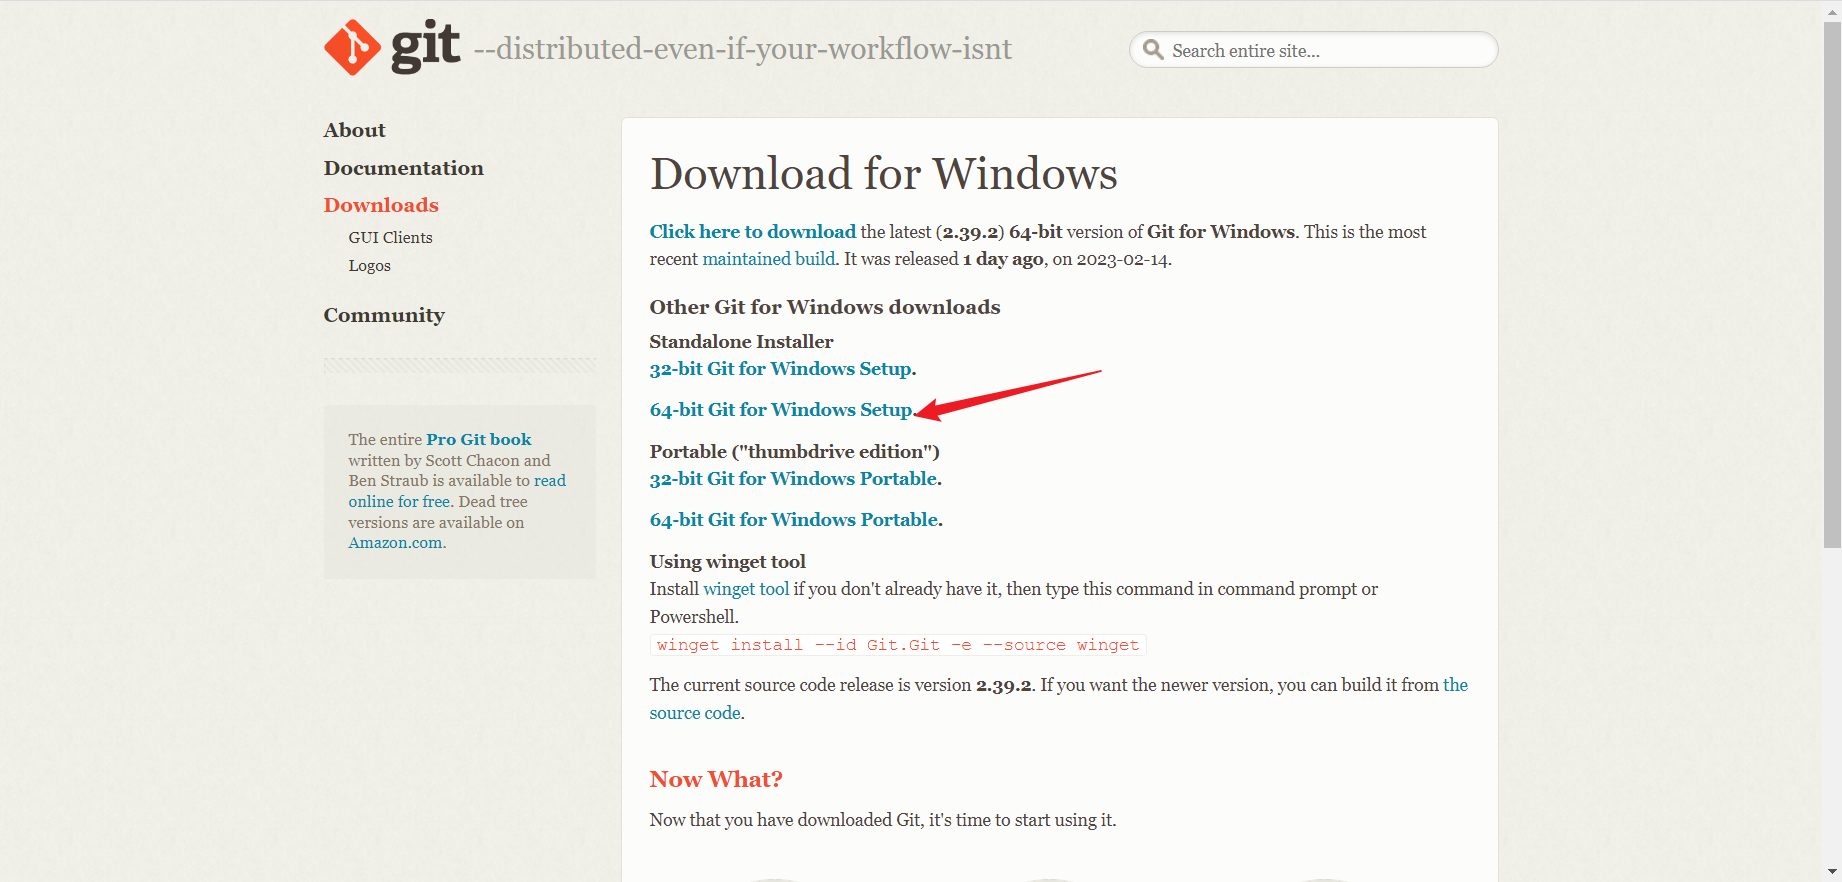 git --distributed-even-if-your-workflow-isnt
Search entire site...
About
Documentation
Downloads
GUI Clients
Logos
Community
The entire Pro Git book
written by Scott Chacon and
Ben Straub is available to read
online for free. Dead tree
versions are available on
Amazon.com.
Download for Windows
Click here to download the latest (2.39.2) 64-bit version of Git for Windows. This is the most
recent maintained build. It was released 1 day ago, on 2023-02-14.
Other Git for Windows downloads
Standalone Installer
32-bit Git for Windows Setup.
64-bit Git for Windows Setup.
Portable ("thumbdrive edition")
32-bit Git for Windows Portable.
64-bit Git for Windows Portable.
Using winget tool
Install winget tool if you don't already have it, then type this command in command prompt or
Powershell.
winget install --id Git.Git -e --source winget
The current source code release is version 2.39.2. If you want the newer version, you can build it from the
source code.
Now What?
Now that you have downloaded Git, it's time to start using it.